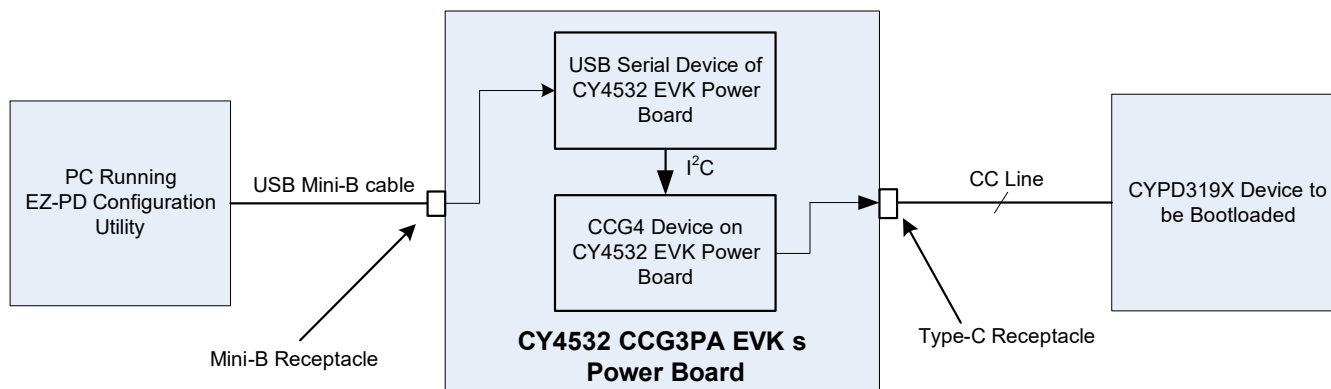 PC Running
EZ-PD Configuration
Utility
USB Mini-B cable
Mini-B Receptacle
USB Serial Device of
CY4532 EVK Power
Board
I²C
CCG4 Device on
CY4532 EVK Power
Board
CY4532 CCG3PA EVK s
Power Board
CC Line
Type-C Receptacle
CYPD319X Device to
be Bootloaded